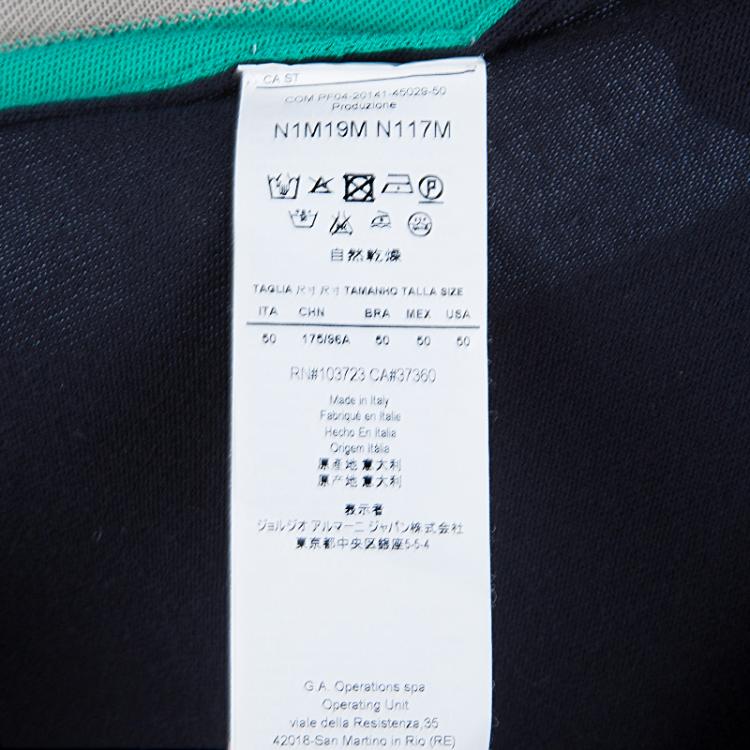 CA ST
COM PF04-20141-45029-50
Produzione
N1M19M N117M
自然乾燥
TAGLIA 尺寸 尺寸 TAMANHO TALLA SIZE
ITA CHN BRA MEX USA
50 175/96A 50 50 50
RN#103723 CA#37360
Made in Italy
Fabriqué en Italie
Hecho En Italia
Origem Itália
原產地 意大利
原产地 意大利
表示者
ジョルジオ アルマーニ ジャパン株式会社
東京都中央区銀座5-5-4
G.A. Operations spa
Operating Unit
viale della Resistenza,35
42018-San Martino in Rio (RE)